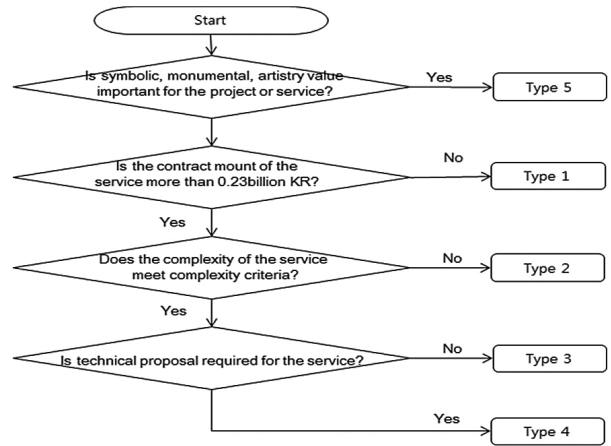 Start
Is symbolic, monumental, artistry value
important for the project or service?
Yes
Type 5
Is the contract mount of the
service more than 0.23billion KR?
No
Type 1
Yes
Does the complexity of the service
meet complexity criteria?
No
Type 2
Yes
Is technical proposal required for the service?
No
Type 3
Yes
Type 4